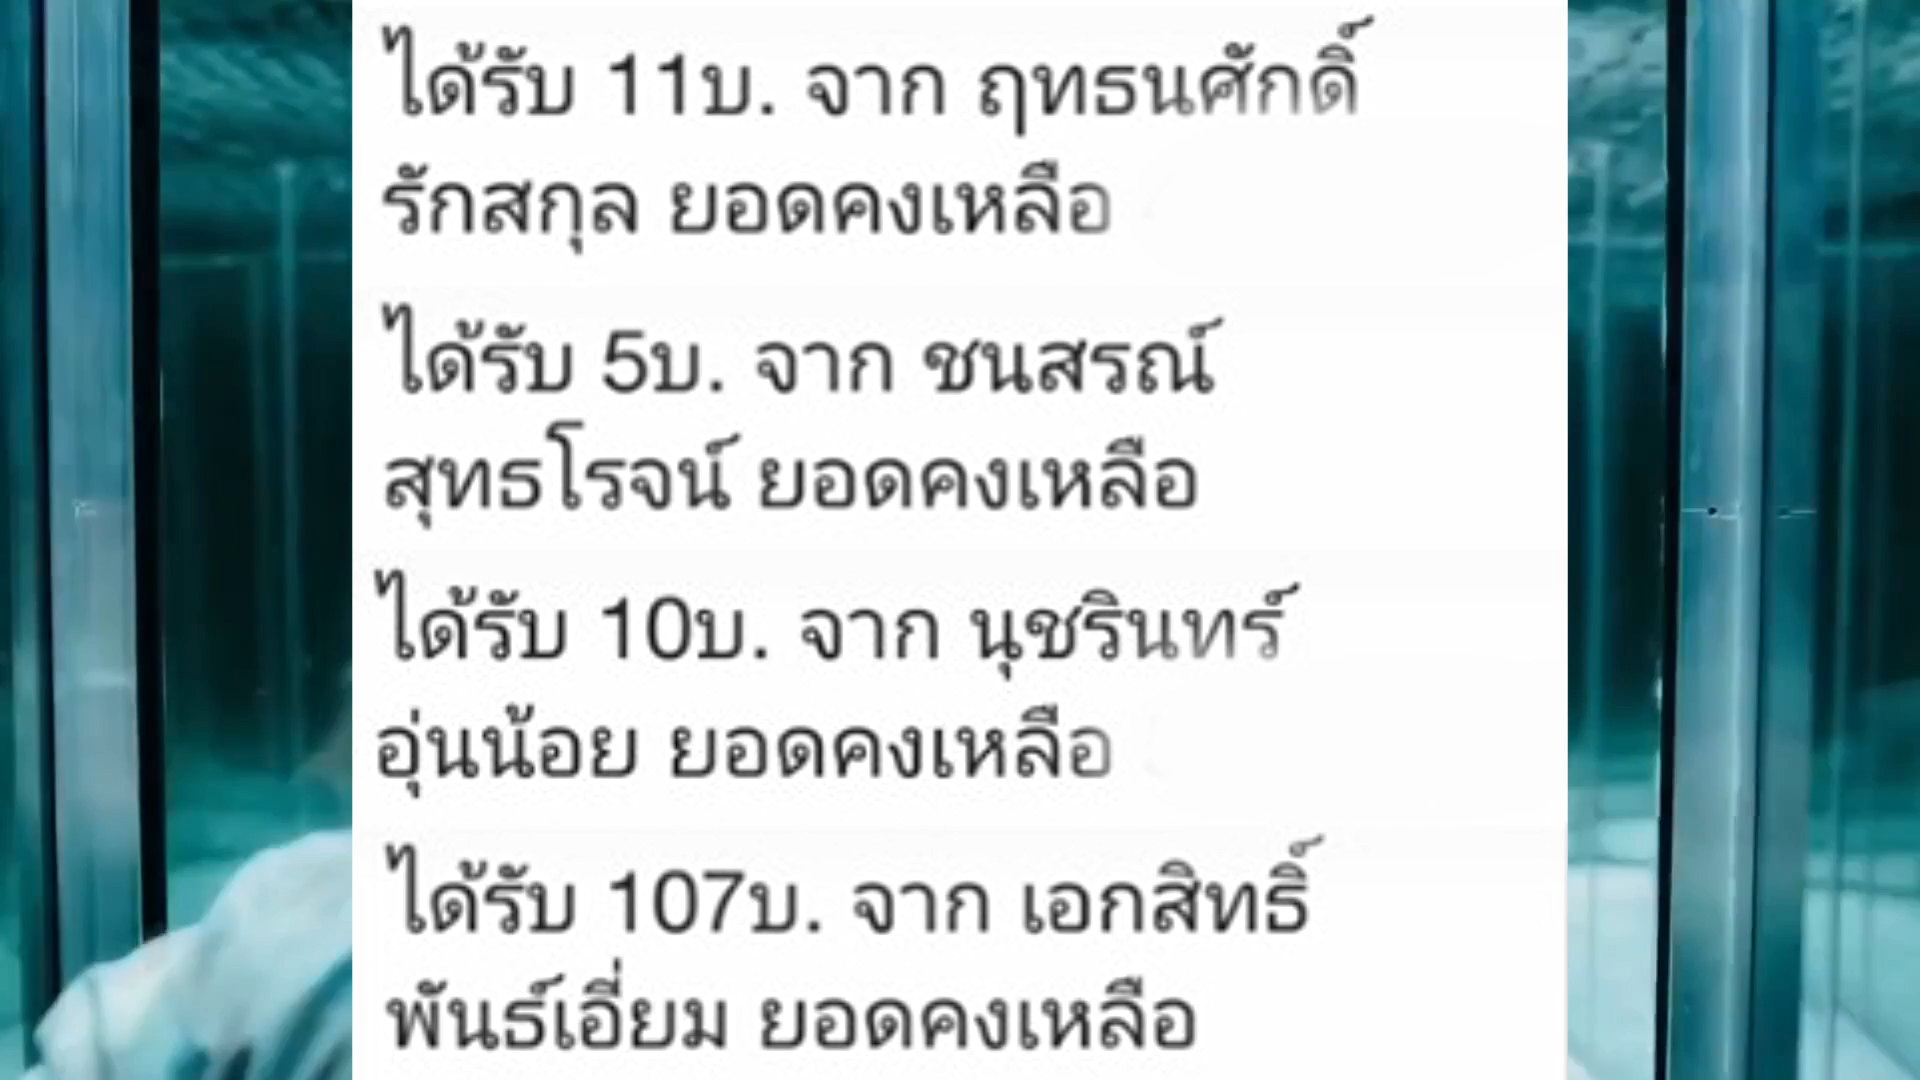 ได้รับ 11บ. จาก ฤทธนศักดิ์
รักสกุล ยอดคงเหลือ
ได้รับ 5บ. จาก ชนสรณ์
สุทธโรจน์ ยอดคงเหลือ
ได้รับ 10บ. จาก นุชรินทร์
อุ่นน้อย ยอดคงเหลือ
ได้รับ 107บ. จาก เอกสิทธิ์
พันธ์เอี่ยม ยอดคงเหลือ